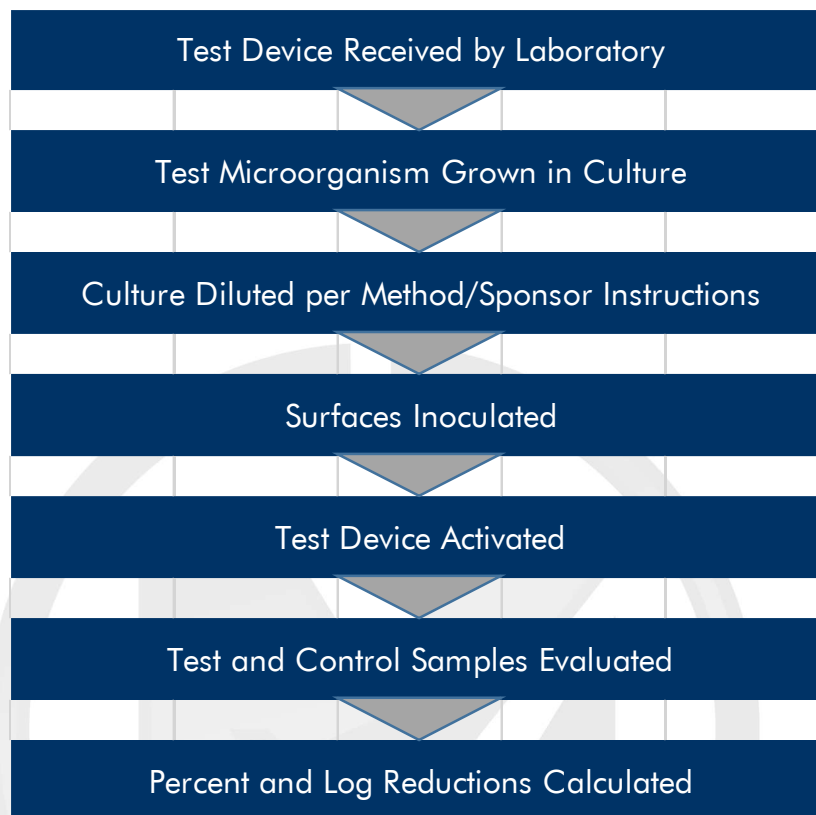 Test Device Received by Laboratory
Test Microorganism Grown in Culture
Culture Diluted per Method/Sponsor Instructions
Surfaces Inoculated
Test Device Activated
Test and Control Samples Evaluated
Percent and Log Reductions Calculated